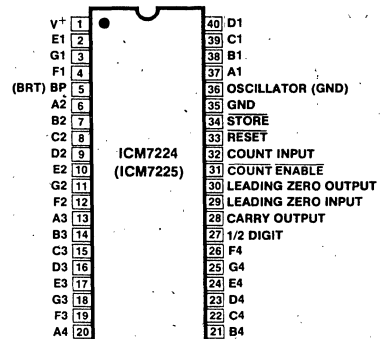 V+ 1 40 D1
E1 2 39 C1
G1 3 38 B1
F1 4 37 A1
(BRT) BP 5 36 OSCILLATOR (GND)
A2 6 35 GND
B2 7 34 STORE
C2 8 33 RESET
D2 9 ICM7224 32 COUNT INPUT
E2 10 (ICM7225) 31 COUNT ENABLE
G2 11 30 LEADING ZERO OUTPUT
F2 12 29 LEADING ZERO INPUT
A3 13 28 CARRY OUTPUT
B3 14 27 1/2 DIGIT
C3 15 26 F4
D3 16 25 G4
E3 17 24 E4
G3 18 23 D4
F3 19 22 C4
A4 20 21 B4